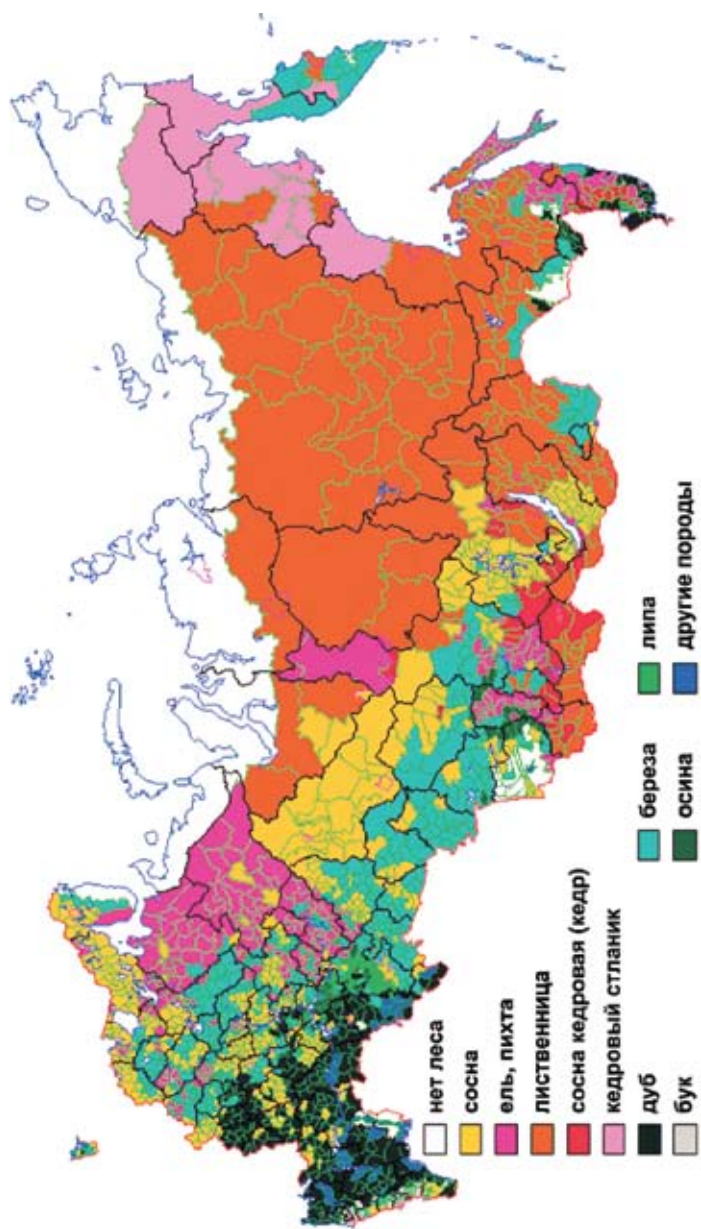 нет леса
сосна
ель, пихта
лиственница
сосна кедровая (кедр)
кедровый стланик
дуб
бук
береза
осина
липа
другие породы